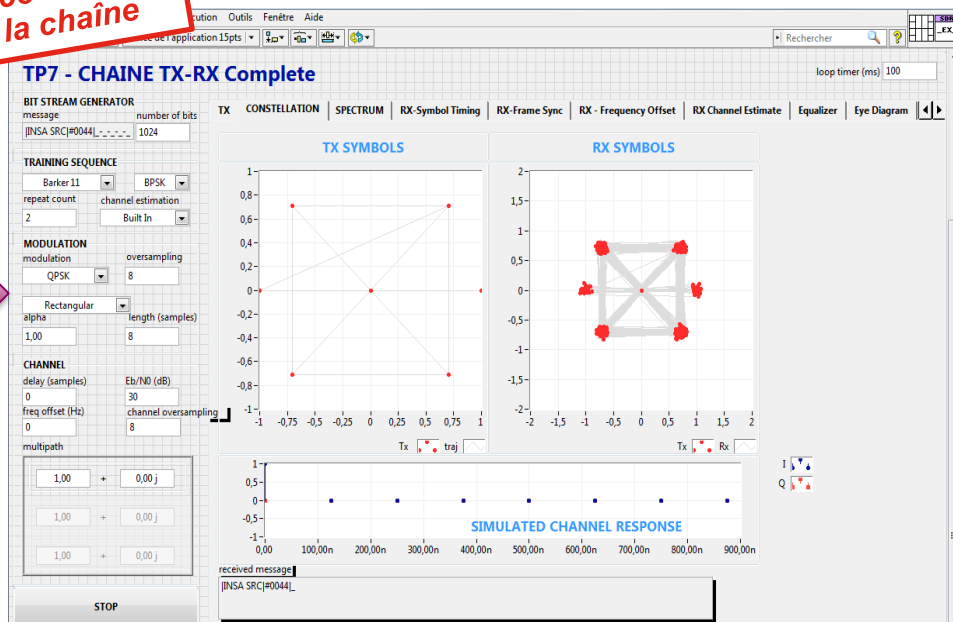 la chaîne
Outils Fenêtre Aide
l'application 15pts
Rechercher
SDR
_EX
TP7 - CHAINE TX-RX Complete
loop timer (ms) 100
BIT STREAM GENERATOR
message number of bits
|INSA SRC|#0044|_-_-_-_-_ 1024
TRAINING SEQUENCE
Barker 11 BPSK
repeat count channel estimation
2 Built In
MODULATION
modulation oversampling
QPSK 8
Rectangular
alpha length (samples)
1,00 8
CHANNEL
delay (samples) Eb/N0 (dB)
0 30
freq offset (Hz) channel oversampling
0 8
multipath
1,00 + 0,00 j
1,00 + 0,00 j
1,00 + 0,00 j
STOP
TX CONSTELLATION SPECTRUM RX-Symbol Timing RX-Frame Sync RX - Frequency Offset RX Channel Estimate Equalizer Eye Diagram
TX SYMBOLS
1
0,8
0,6
0,4
0,2
0
-0,2
-0,4
-0,6
-0,8
-1
-1 -0,75 -0,5 -0,25 0 0,25 0,5 0,75 1
Tx traj
RX SYMBOLS
2
1,5
1
0,5
0
-0,5
-1
-1,5
-2
-2 -1,5 -1 -0,5 0 0,5 1 1,5 2
Tx Rx
1
0,5
0
-0,5
-1
SIMULATED CHANNEL RESPONSE
0,00 100,00n 200,00n 300,00n 400,00n 500,00n 600,00n 700,00n 800,00n 900,00n
I
Q
received message
|INSA SRC|#0044|_